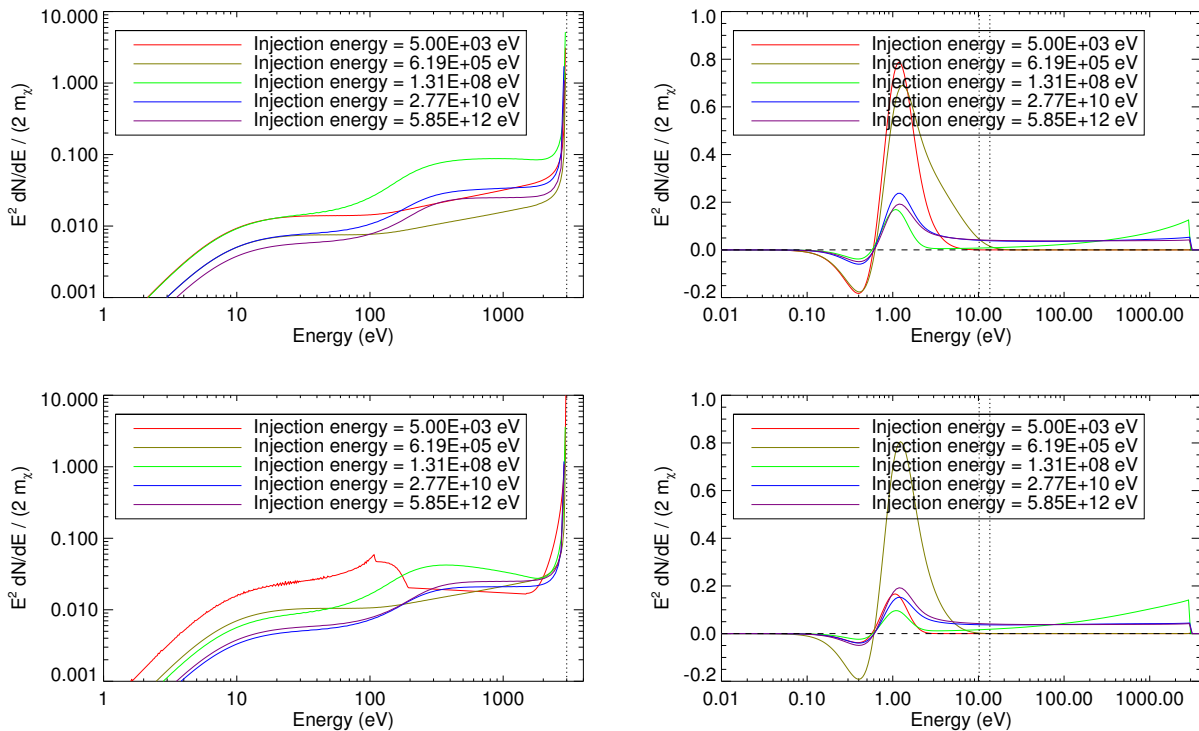 10.000
1.000
0.100
0.010
0.001
E² dN/dE / (2 mχ)
Injection energy = 5.00E+03 eV
Injection energy = 6.19E+05 eV
Injection energy = 1.31E+08 eV
Injection energy = 2.77E+10 eV
Injection energy = 5.85E+12 eV
1 10 100 1000
Energy (eV)
1.0
0.8
0.6
0.4
0.2
0.0
-0.2
E² dN/dE / (2 mχ)
Injection energy = 5.00E+03 eV
Injection energy = 6.19E+05 eV
Injection energy = 1.31E+08 eV
Injection energy = 2.77E+10 eV
Injection energy = 5.85E+12 eV
0.01 0.10 1.00 10.00 100.00 1000.00
Energy (eV)
10.000
1.000
0.100
0.010
0.001
E² dN/dE / (2 mχ)
Injection energy = 5.00E+03 eV
Injection energy = 6.19E+05 eV
Injection energy = 1.31E+08 eV
Injection energy = 2.77E+10 eV
Injection energy = 5.85E+12 eV
1 10 100 1000
Energy (eV)
1.0
0.8
0.6
0.4
0.2
0.0
-0.2
E² dN/dE / (2 mχ)
Injection energy = 5.00E+03 eV
Injection energy = 6.19E+05 eV
Injection energy = 1.31E+08 eV
Injection energy = 2.77E+10 eV
Injection energy = 5.85E+12 eV
0.01 0.10 1.00 10.00 100.00 1000.00
Energy (eV)